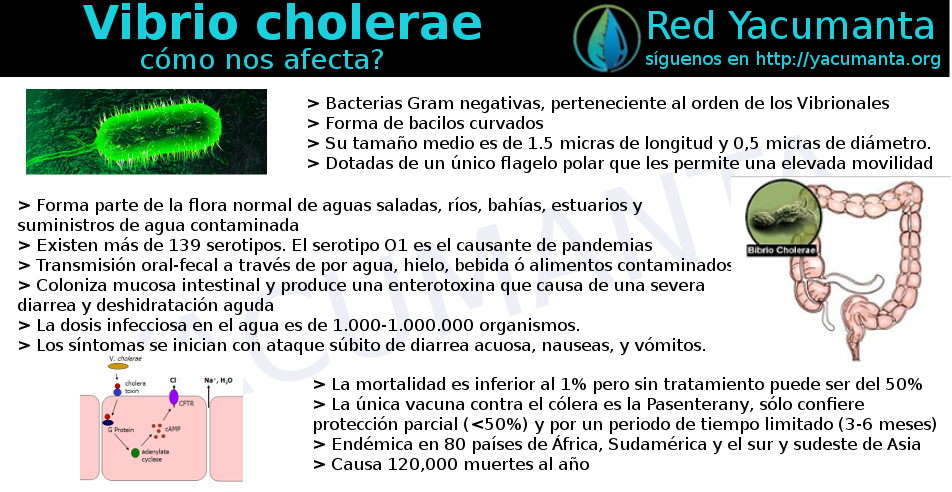 Vibrio cholerae
cómo nos afecta?
Red Yacumanta
síguenos en http://yacumanta.org
> Bacterias Gram negativas, perteneciente al orden de los Vibrionales
> Forma de bacilos curvados
> Su tamaño medio es de 1.5 micras de longitud y 0,5 micras de diámetro.
> Dotadas de un único flagelo polar que les permite una elevada movilidad
> Forma parte de la flora normal de aguas saladas, ríos, bahías, estuarios y
suministros de agua contaminada
> Existen más de 139 serotipos. El serotipo O1 es el causante de pandemias
> Transmisión oral-fecal a través de por agua, hielo, bebida ó alimentos contaminados
> Coloniza mucosa intestinal y produce una enterotoxina que causa de una severa
diarrea y deshidratación aguda
> La dosis infecciosa en el agua es de 1.000-1.000.000 organismos.
> Los síntomas se inician con ataque súbito de diarrea acuosa, nauseas, y vómitos.
Bibrio Cholerae
YACUMANTA
V. cholerae
cholera
toxin
Cl⁻
Na⁺, H₂O
CFTR
G Protein
cAMP
adenylate
cyclase
> La mortalidad es inferior al 1% pero sin tratamiento puede ser del 50%
> La única vacuna contra el cólera es la Pasenterany, sólo confiere
protección parcial (<50%) y por un periodo de tiempo limitado (3-6 meses)
> Endémica en 80 países de África, Sudamérica y el sur y sudeste de Asia
> Causa 120,000 muertes al año